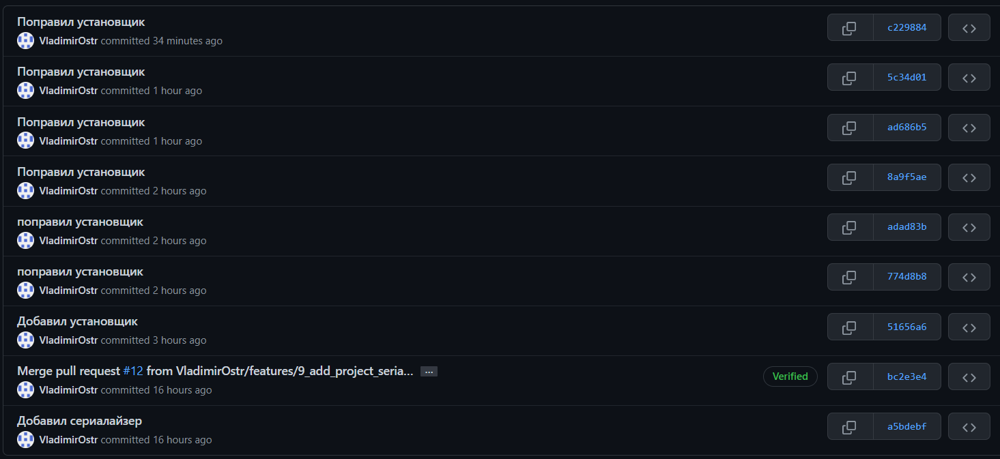 Поправил установщик
c229884
VladimirOstr committed 34 minutes ago
Поправил установщик
5c34d01
VladimirOstr committed 1 hour ago
Поправил установщик
ad686b5
VladimirOstr committed 1 hour ago
Поправил установщик
8a9f5ae
VladimirOstr committed 2 hours ago
поправил установщик
adad83b
VladimirOstr committed 2 hours ago
поправил установщик
774d8b8
VladimirOstr committed 2 hours ago
Добавил установщик
51656a6
VladimirOstr committed 3 hours ago
Merge pull request #12 from VladimirOstr/features/9_add_project_seria... ...
Verified
bc2e3e4
VladimirOstr committed 16 hours ago
Добавил сериалайзер
a5bdebf
VladimirOstr committed 16 hours ago